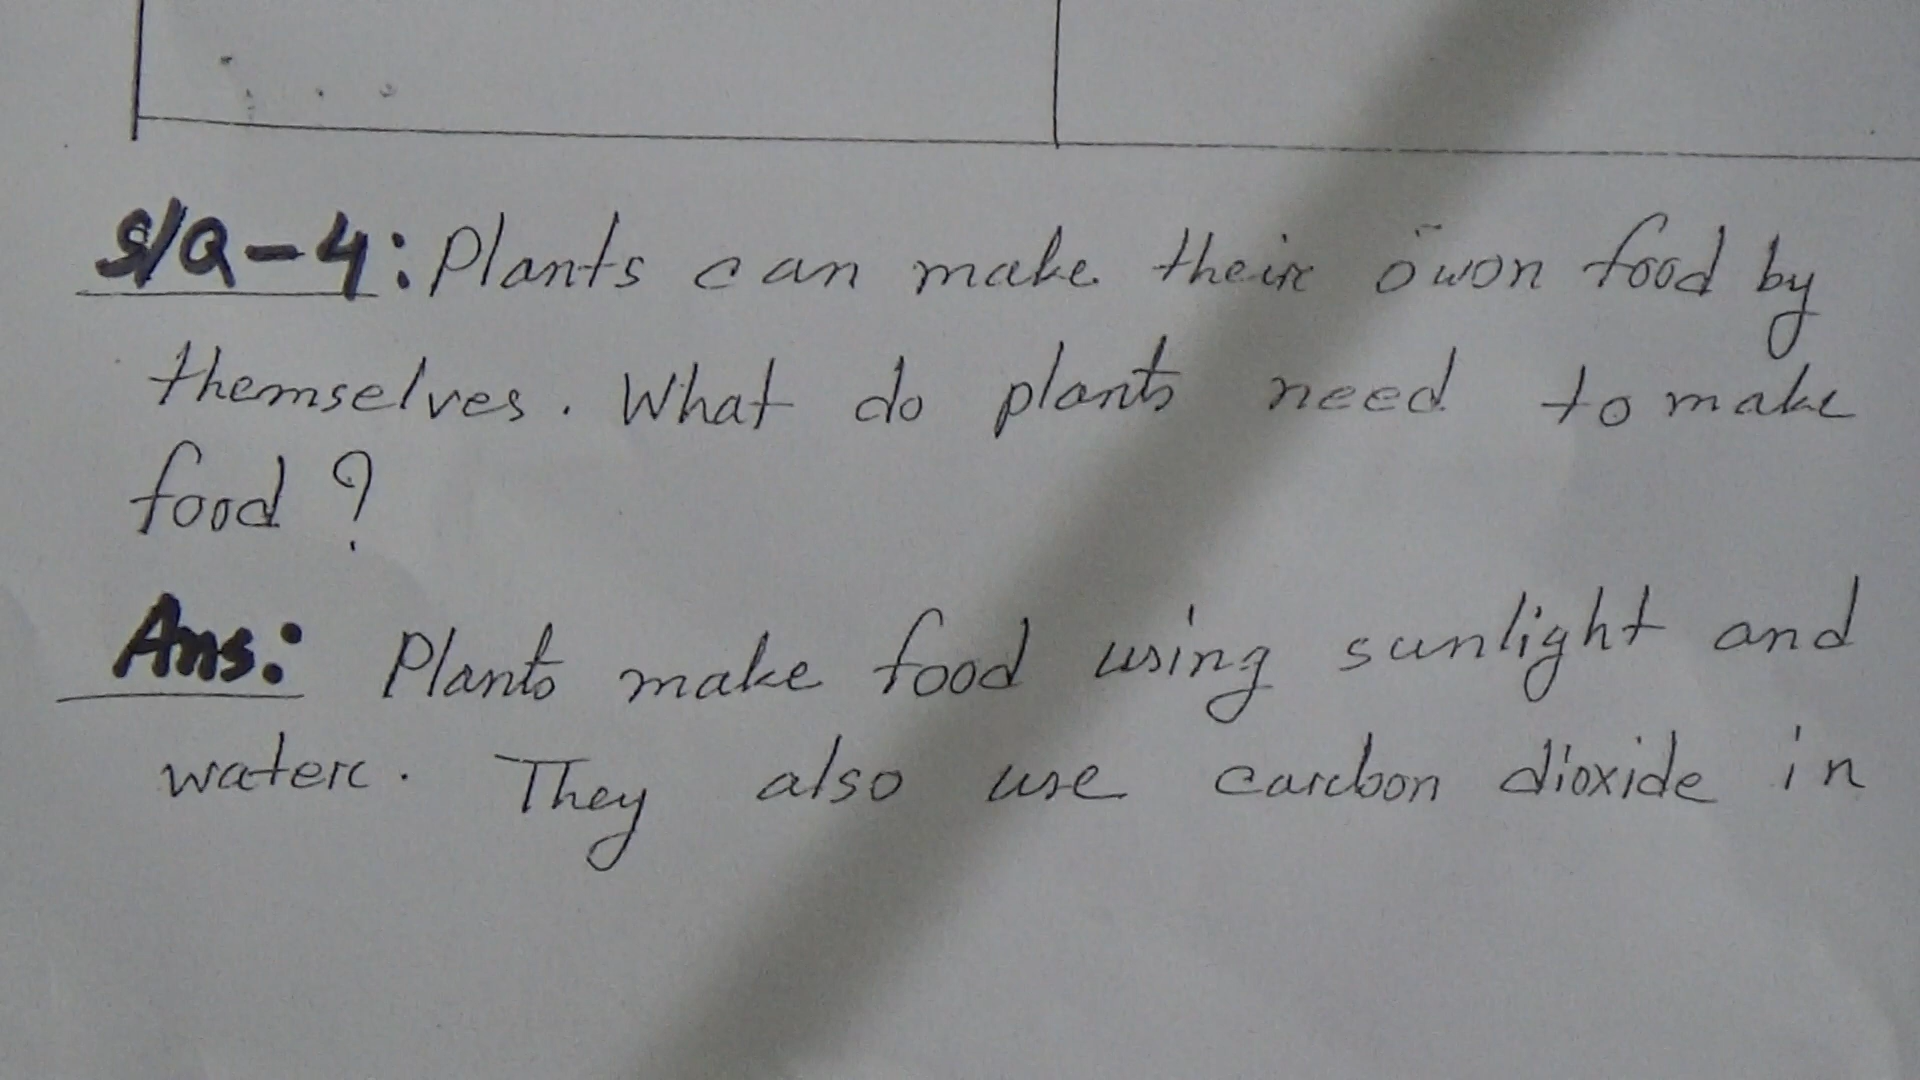 S/Q-4: Plants can make their öwon food by
themselves. What do plants need to make
food ?
Ans: Plants make food using sunlight and
water. They also use carbon dioxide in